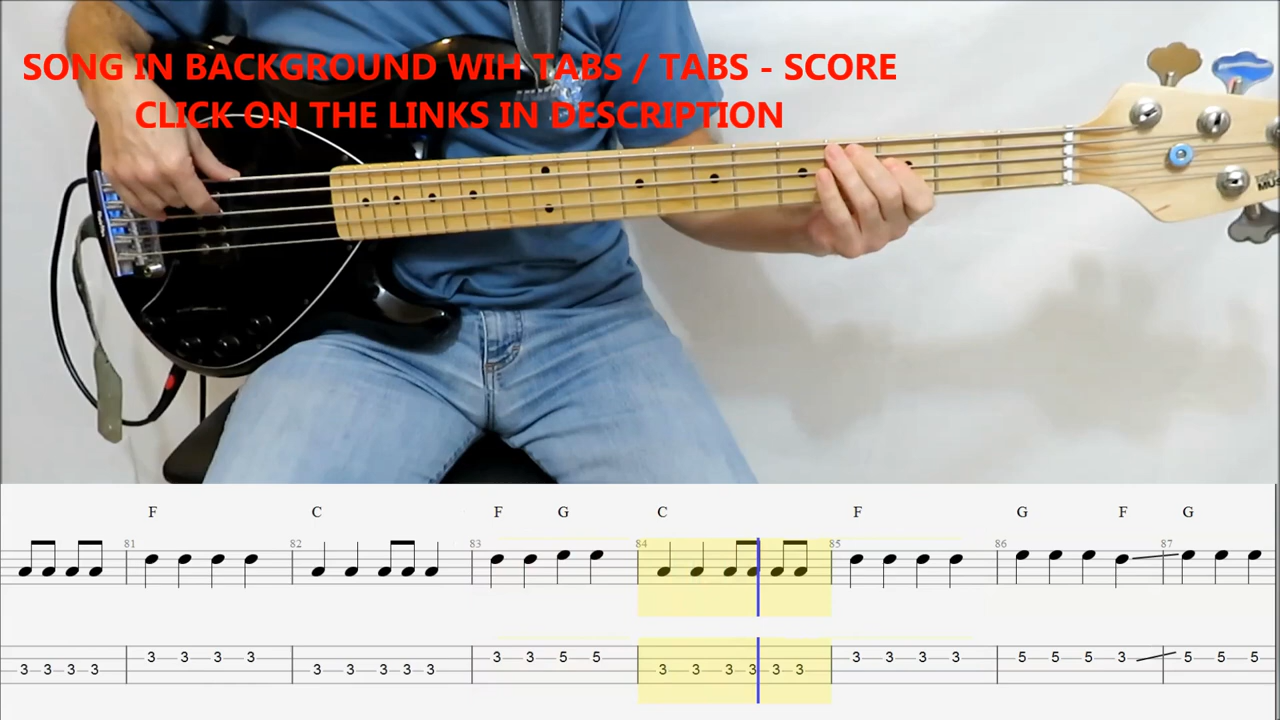 SONG IN BACKGROUND WIH TABS / TABS - SCORE
CLICK ON THE LINKS IN DESCRIPTION
F C F G C F G F G
81 82 83 84 85 86 87
3 3 3 3 3 3 3 3 3 3 3 3 3 3 3 5 5 3 3 3 3 3 3 3 3 3 3 5 5 5 3 5 5 5